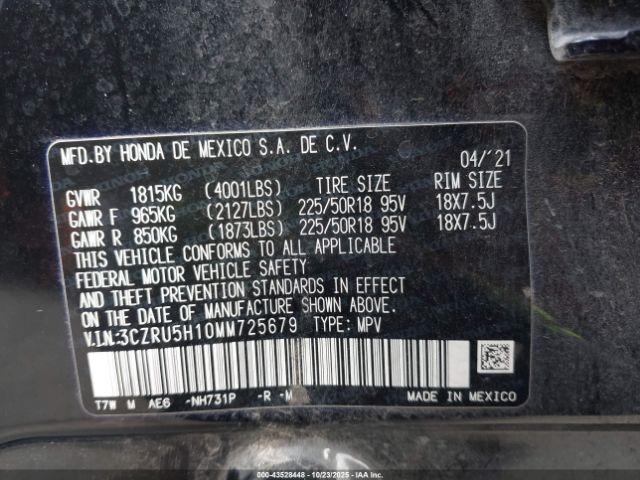 MFD.BY HONDA DE MEXICO S.A. DE C.V. 04/'21
GVWR 1815KG (4001LBS) TIRE SIZE RIM SIZE
GAWR F 965KG (2127LBS) 225/50R18 95V 18X7.5J
GAWR R 850KG (1873LBS) 225/50R18 95V 18X7.5J
THIS VEHICLE CONFORMS TO ALL APPLICABLE
FEDERAL MOTOR VEHICLE SAFETY
AND THEFT PREVENTION STANDARDS IN EFFECT
ON THE DATE OF MANUFACTURE SHOWN ABOVE.
V.I.N:3CZRU5H10MM725679 TYPE: MPV
T7W M AE6 -NH731P -R -M MADE IN MEXICO
000-43528448 - 10/23/2025 - IAAI.COM